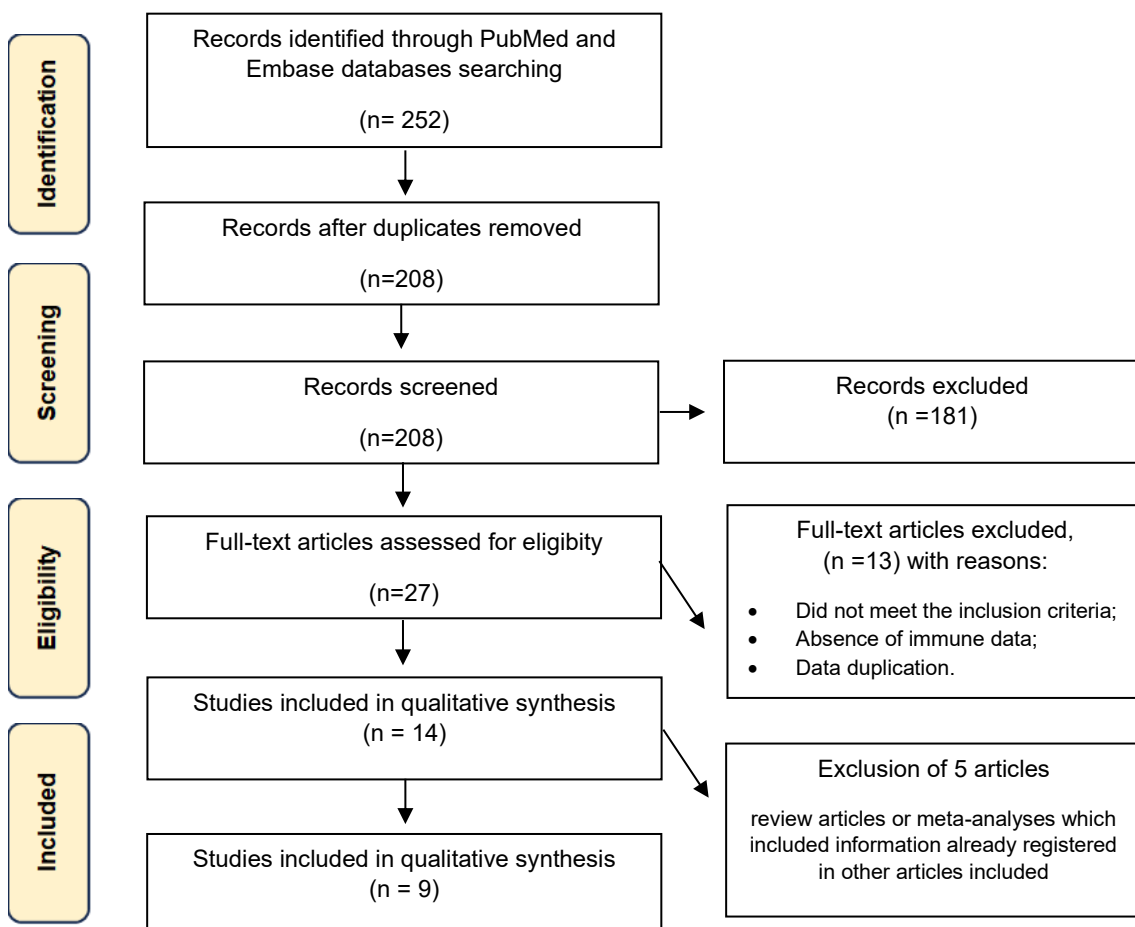 Identification
Records identified through PubMed and
Embase databases searching
(n= 252)
Records after duplicates removed
(n=208)
Screening
Records screened
(n=208)
Records excluded
(n =181)
Eligibility
Full-text articles assessed for eligibity
(n=27)
Full-text articles excluded,
(n =13) with reasons:
• Did not meet the inclusion criteria;
• Absence of immune data;
• Data duplication.
Studies included in qualitative synthesis
(n = 14)
Included
Exclusion of 5 articles
review articles or meta-analyses which
included information already registered
in other articles included
Studies included in qualitative synthesis
(n = 9)